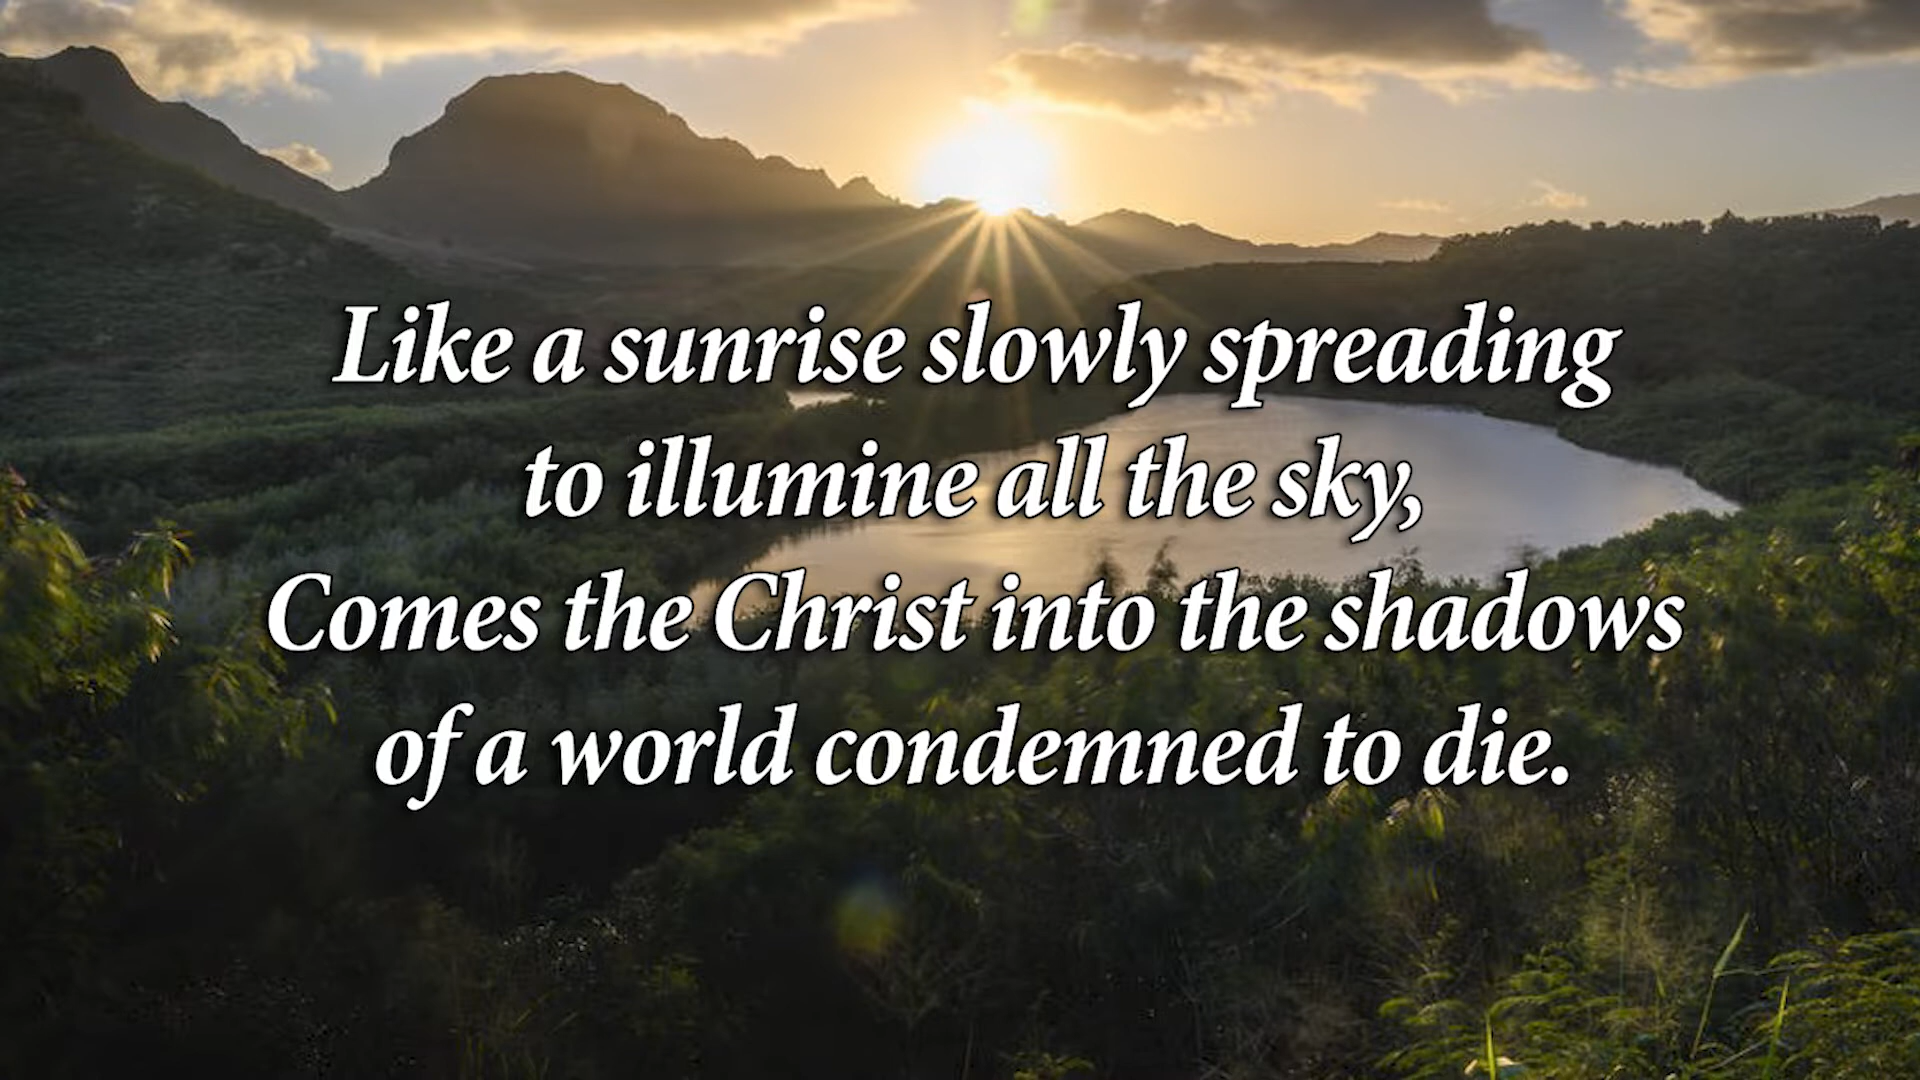 Like a sunrise slowly spreading
to illumine all the sky,
Comes the Christ into the shadows
of a world condemned to die.